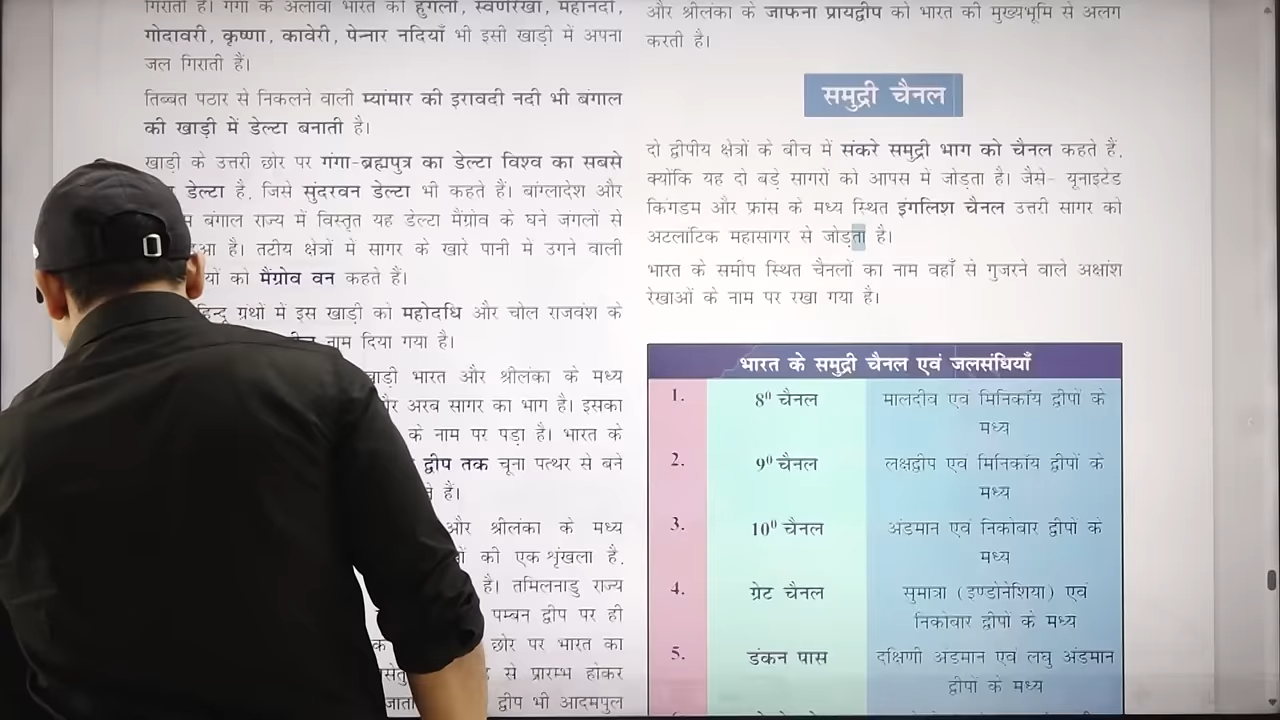 गिराती हैं। गंगा के अलावा भारत की हुगली, स्वर्णरेखा, महानदी,
गोदावरी, कृष्णा, कावेरी, पेन्नार नदियाँ भी इसी खाड़ी में अपना
जल गिराती हैं।
तिब्बत पठार से निकलने वाली म्यांमार की इरावदी नदी भी बंगाल
की खाड़ी में डेल्टा बनाती है।
खाड़ी के उत्तरी छोर पर गंगा-ब्रह्मपुत्र का डेल्टा विश्व का सबसे
डेल्टा है, जिसे सुंदरवन डेल्टा भी कहते हैं। बांग्लादेश और
बंगाल राज्य में विस्तृत यह डेल्टा मैंग्रोव के घने जंगलों से
है। तटीय क्षेत्रों में सागर के खारे पानी में उगने वाली
को मैंग्रोव वन कहते हैं।
हिन्दू ग्रंथों में इस खाड़ी को महोदधि और चोल राजवंश के
नाम दिया गया है।
भारत और श्रीलंका के मध्य
अरब सागर का भाग है। इसका
के नाम पर पड़ा है। भारत के
द्वीप तक चूना पत्थर से बने
हैं।
और श्रीलंका के मध्य
की एक शृंखला है,
है। तमिलनाडु राज्य
पम्बन द्वीप पर ही
छोर पर भारत का
से प्रारम्भ होकर
द्वीप भी आदमपुल
और श्रीलंका के जाफना प्रायद्वीप को भारत की मुख्यभूमि से अलग
करती है।
समुद्री चैनल
दो द्वीपीय क्षेत्रों के बीच में संकरे समुद्री भाग को चैनल कहते हैं,
क्योंकि यह दो बड़े सागरों को आपस में जोड़ता है। जैसे- यूनाइटेड
किंगडम और फ्रांस के मध्य स्थित इंगलिश चैनल उत्तरी सागर को
अटलांटिक महासागर से जोड़ता है।
भारत के समीप स्थित चैनलों का नाम वहाँ से गुजरने वाले अक्षांश
रेखाओं के नाम पर रखा गया है।
भारत के समुद्री चैनल एवं जलसंधियाँ
1. 8⁰ चैनल मालदीव एवं मिनिकॉय द्वीपों के
मध्य
2. 9⁰ चैनल लक्षद्वीप एवं मिनिकॉय द्वीपों के
मध्य
3. 10⁰ चैनल अंडमान एवं निकोबार द्वीपों के
मध्य
4. ग्रेट चैनल सुमात्रा (इण्डोनेशिया) एवं
निकोबार द्वीपों के मध्य
5. डंकन पास दक्षिणी अंडमान एवं लघु अंडमान
द्वीपों के मध्य